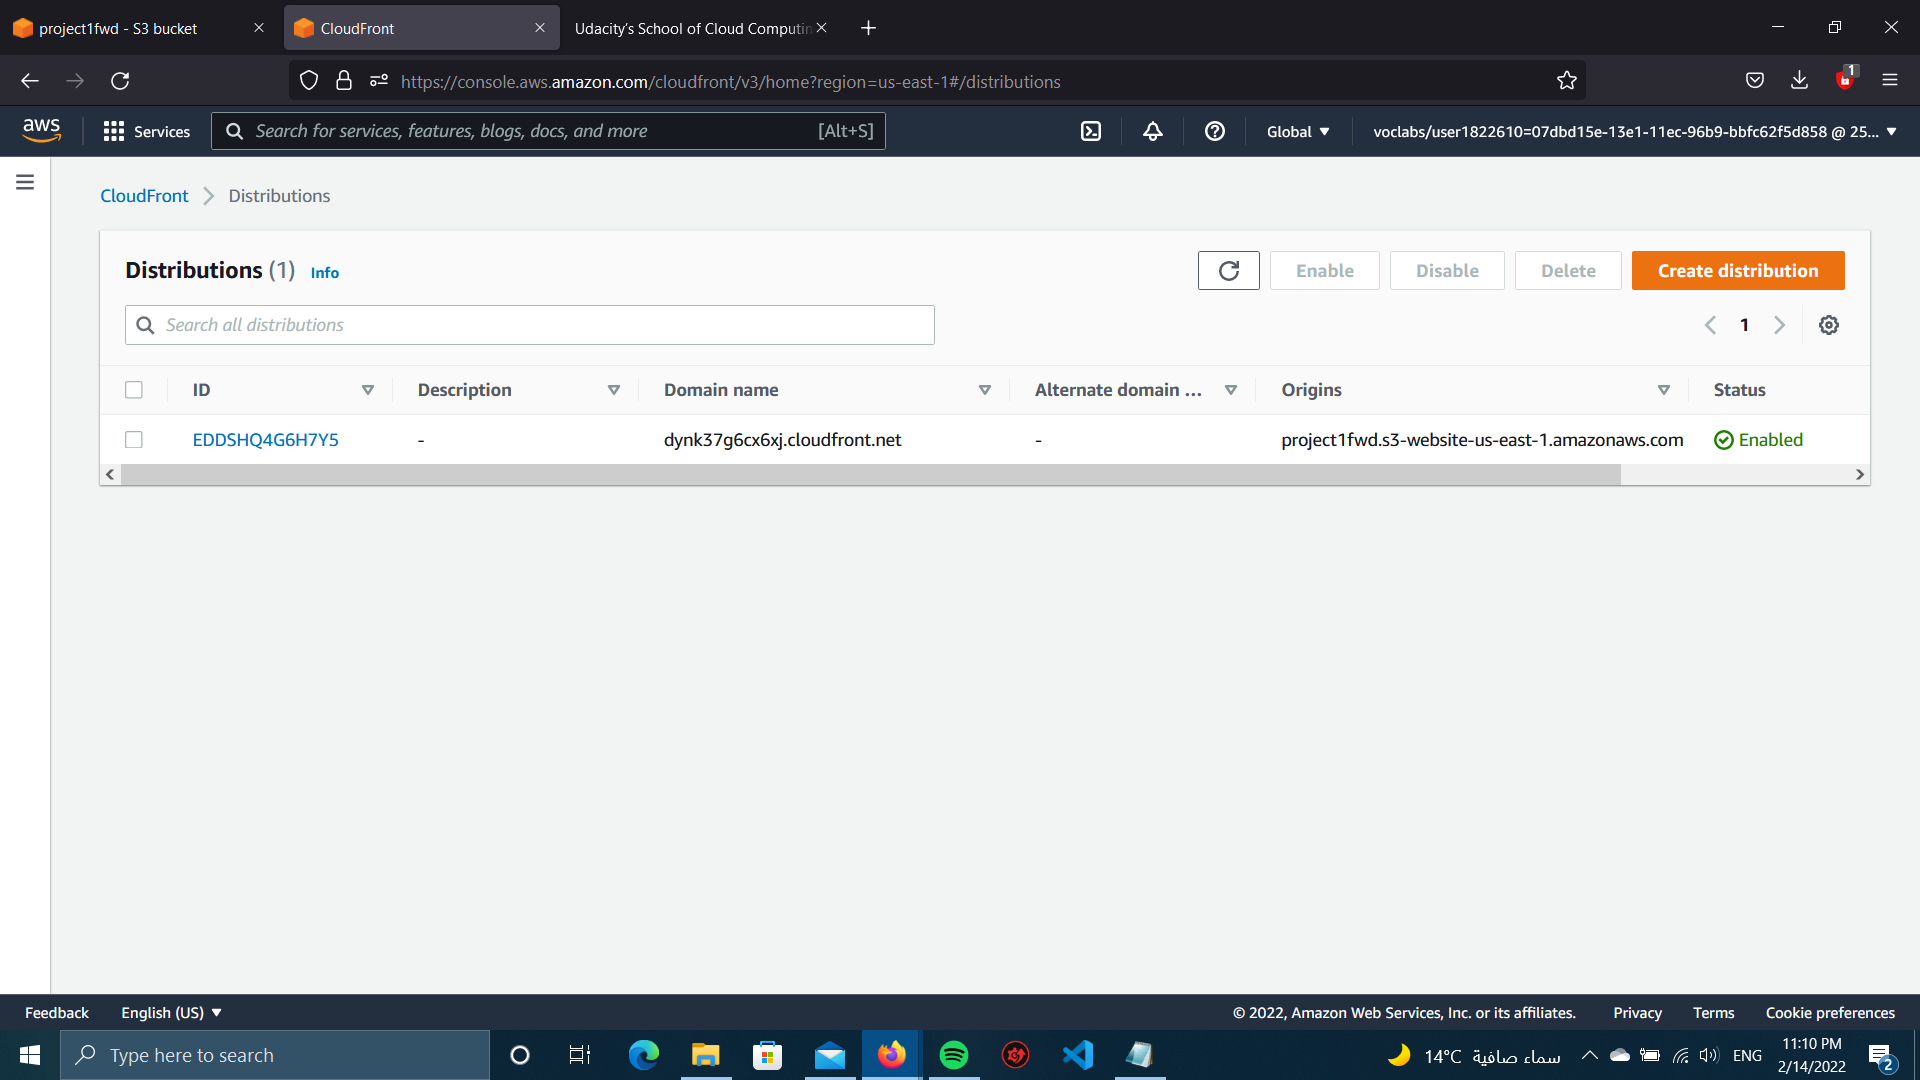 project1fwd - S3 bucket
CloudFront
Udacity's School of Cloud Computin
https://console.aws.amazon.com/cloudfront/v3/home?region=us-east-1#/distributions
1
aws
Services
Search for services, features, blogs, docs, and more
[Alt+S]
Global
voclabs/user1822610=07dbd15e-13e1-11ec-96b9-bbfc62f5d858 @ 25...
CloudFront
Distributions
Distributions (1) Info
Enable
Disable
Delete
Create distribution
Search all distributions
1
ID
Description
Domain name
Alternate domain ...
Origins
Status
EDDSHQ4G6H7Y5
-
dynk37g6cx6xj.cloudfront.net
-
project1fwd.s3-website-us-east-1.amazonaws.com
Enabled
Feedback
English (US)
© 2022, Amazon Web Services, Inc. or its affiliates.
Privacy
Terms
Cookie preferences
Type here to search
14°C سماء صافية
ENG
11:10 PM
2/14/2022
2